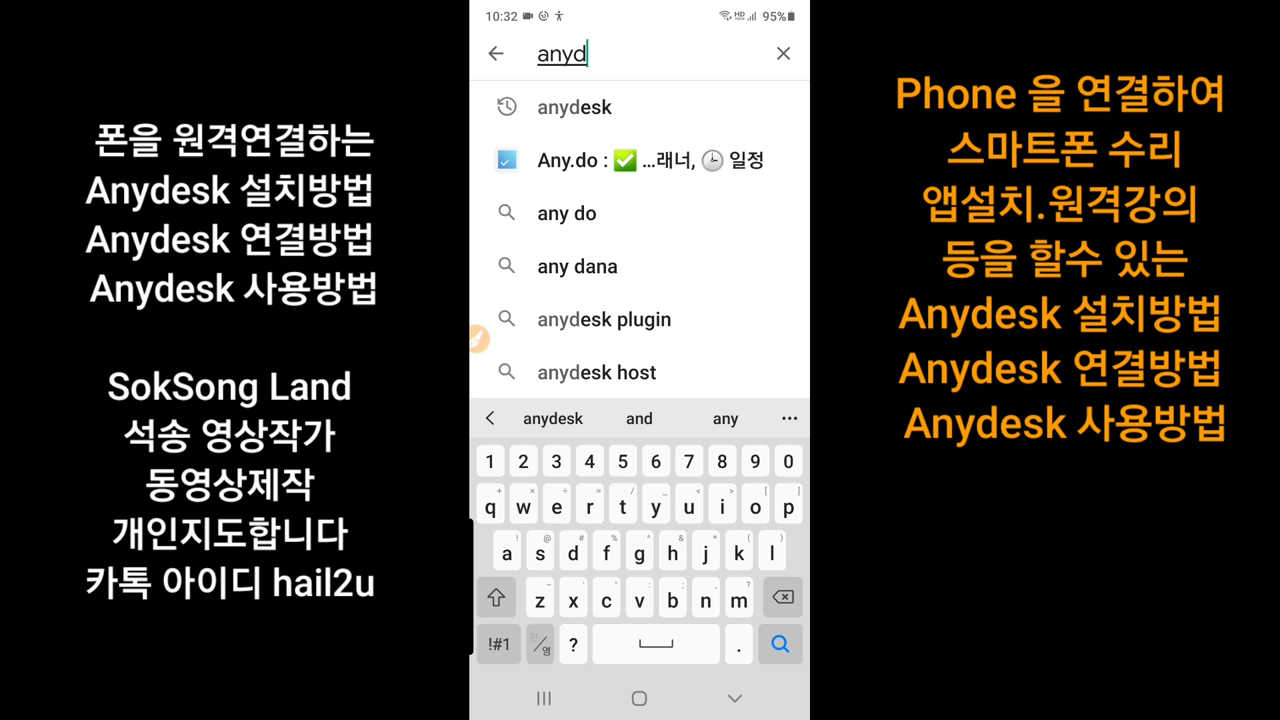 폰을 원격연결하는
Anydesk 설치방법
Anydesk 연결방법
Anydesk 사용방법
SokSong Land
석송 영상작가
동영상제작
개인지도합니다
카톡 아이디 hail2u
10:32
HD
95%
anyd
anydesk
Any.do : ✅ ...래너, 🕒 일정
any do
any dana
anydesk plugin
anydesk host
anydesk and any
1 2 3 4 5 6 7 8 9 0
q w e r t y u i o p
a s d f g h j k l
z x c v b n m
!#1 한/영 ? .
Phone 을 연결하여
스마트폰 수리
앱설치.원격강의
등을 할수 있는
Anydesk 설치방법
Anydesk 연결방법
Anydesk 사용방법